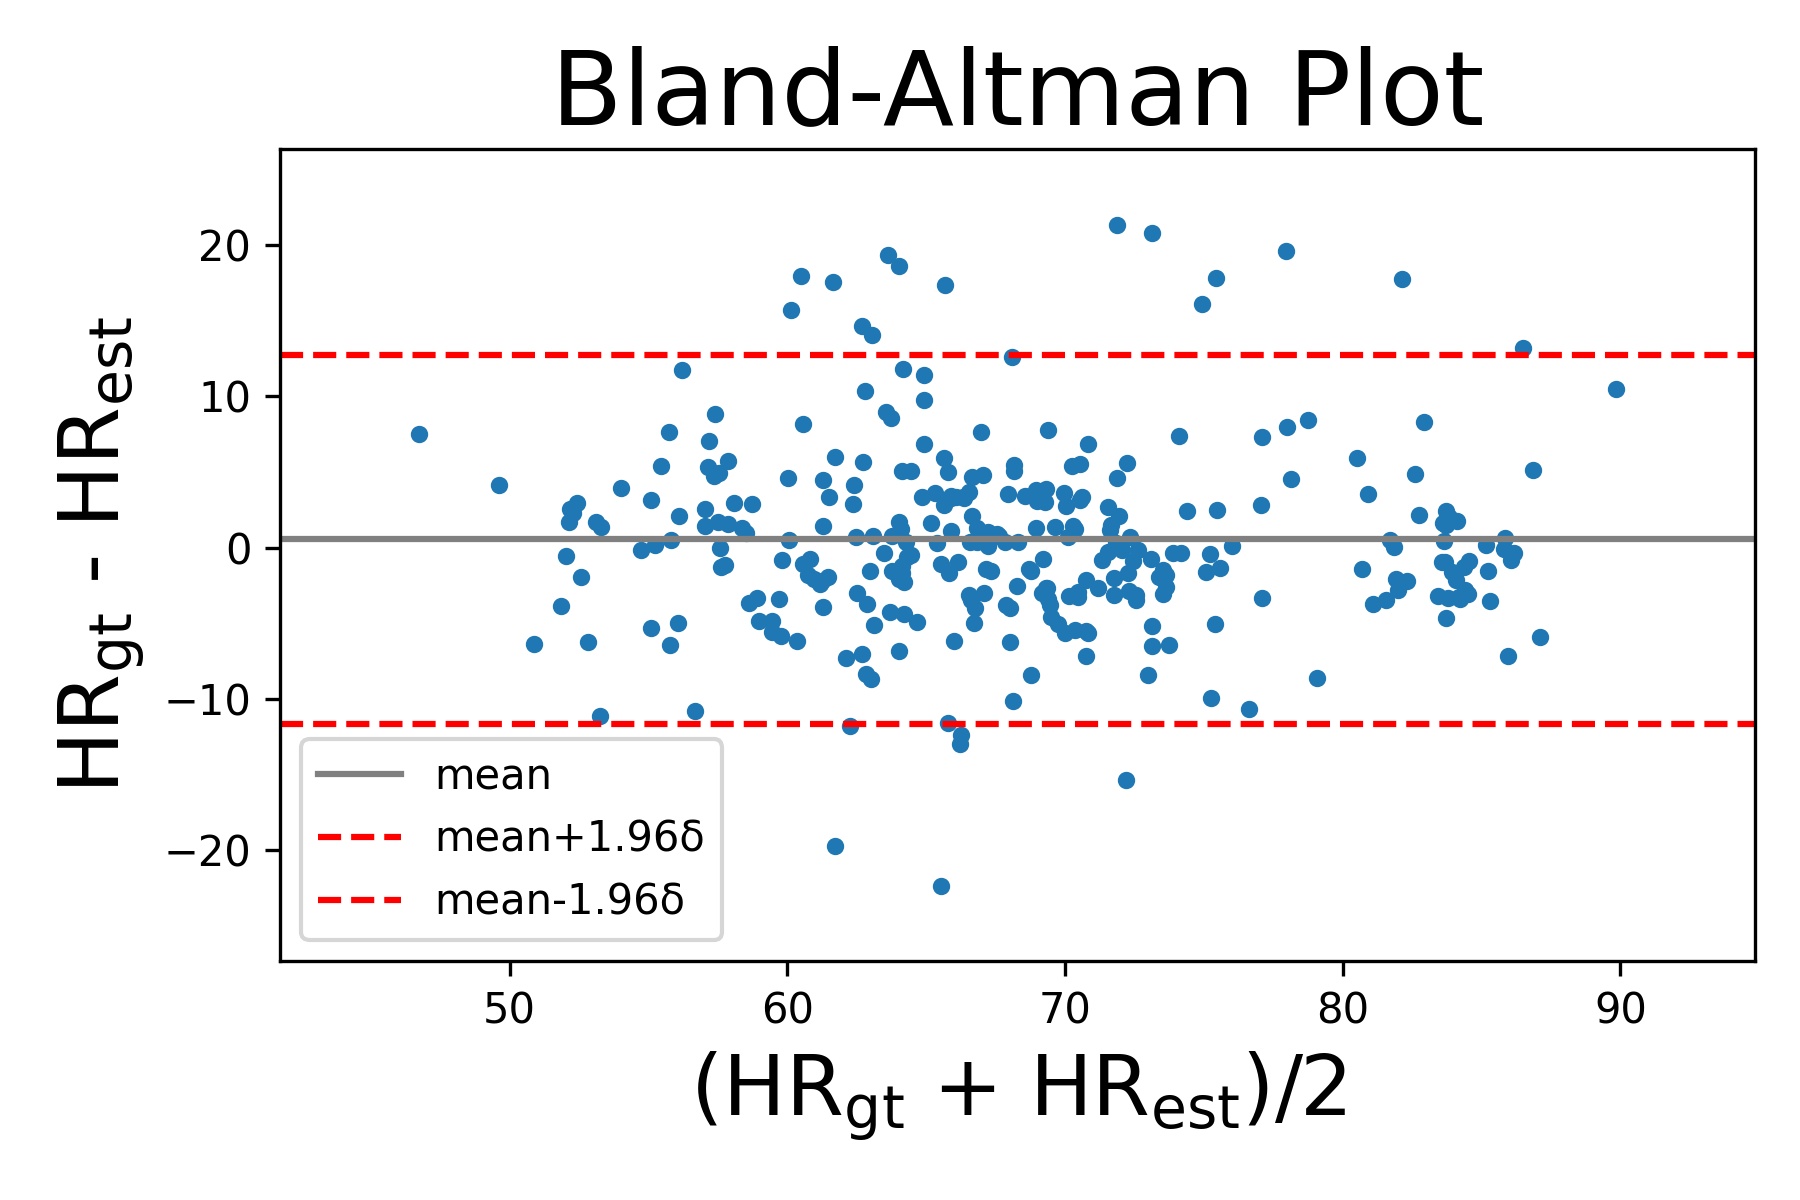 Bland-Altman Plot
HRgt - HRest
20
10
0
−10
−20
mean
mean+1.96δ
mean-1.96δ
50 60 70 80 90
(HRgt + HRest)/2